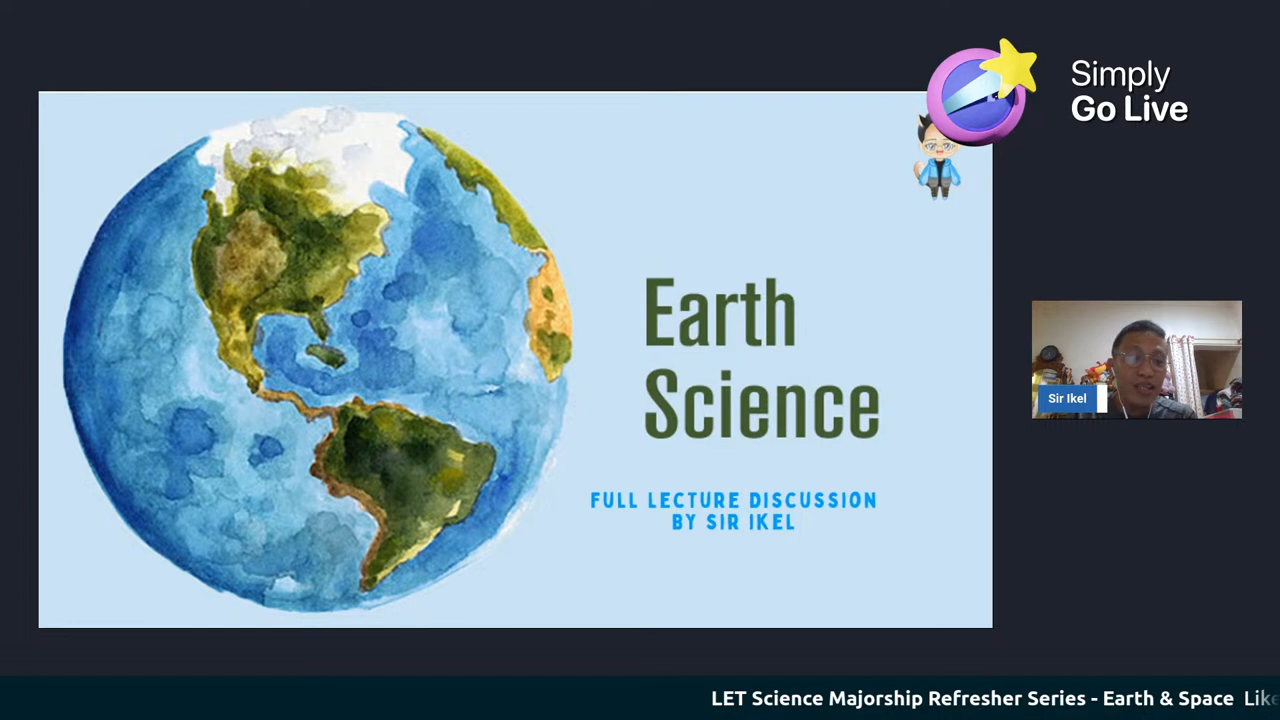 Simply
Go Live
Earth
Science
FULL LECTURE DISCUSSION
BY SIR IKEL
Sir Ikel
LET Science Majorship Refresher Series - Earth & Space Like